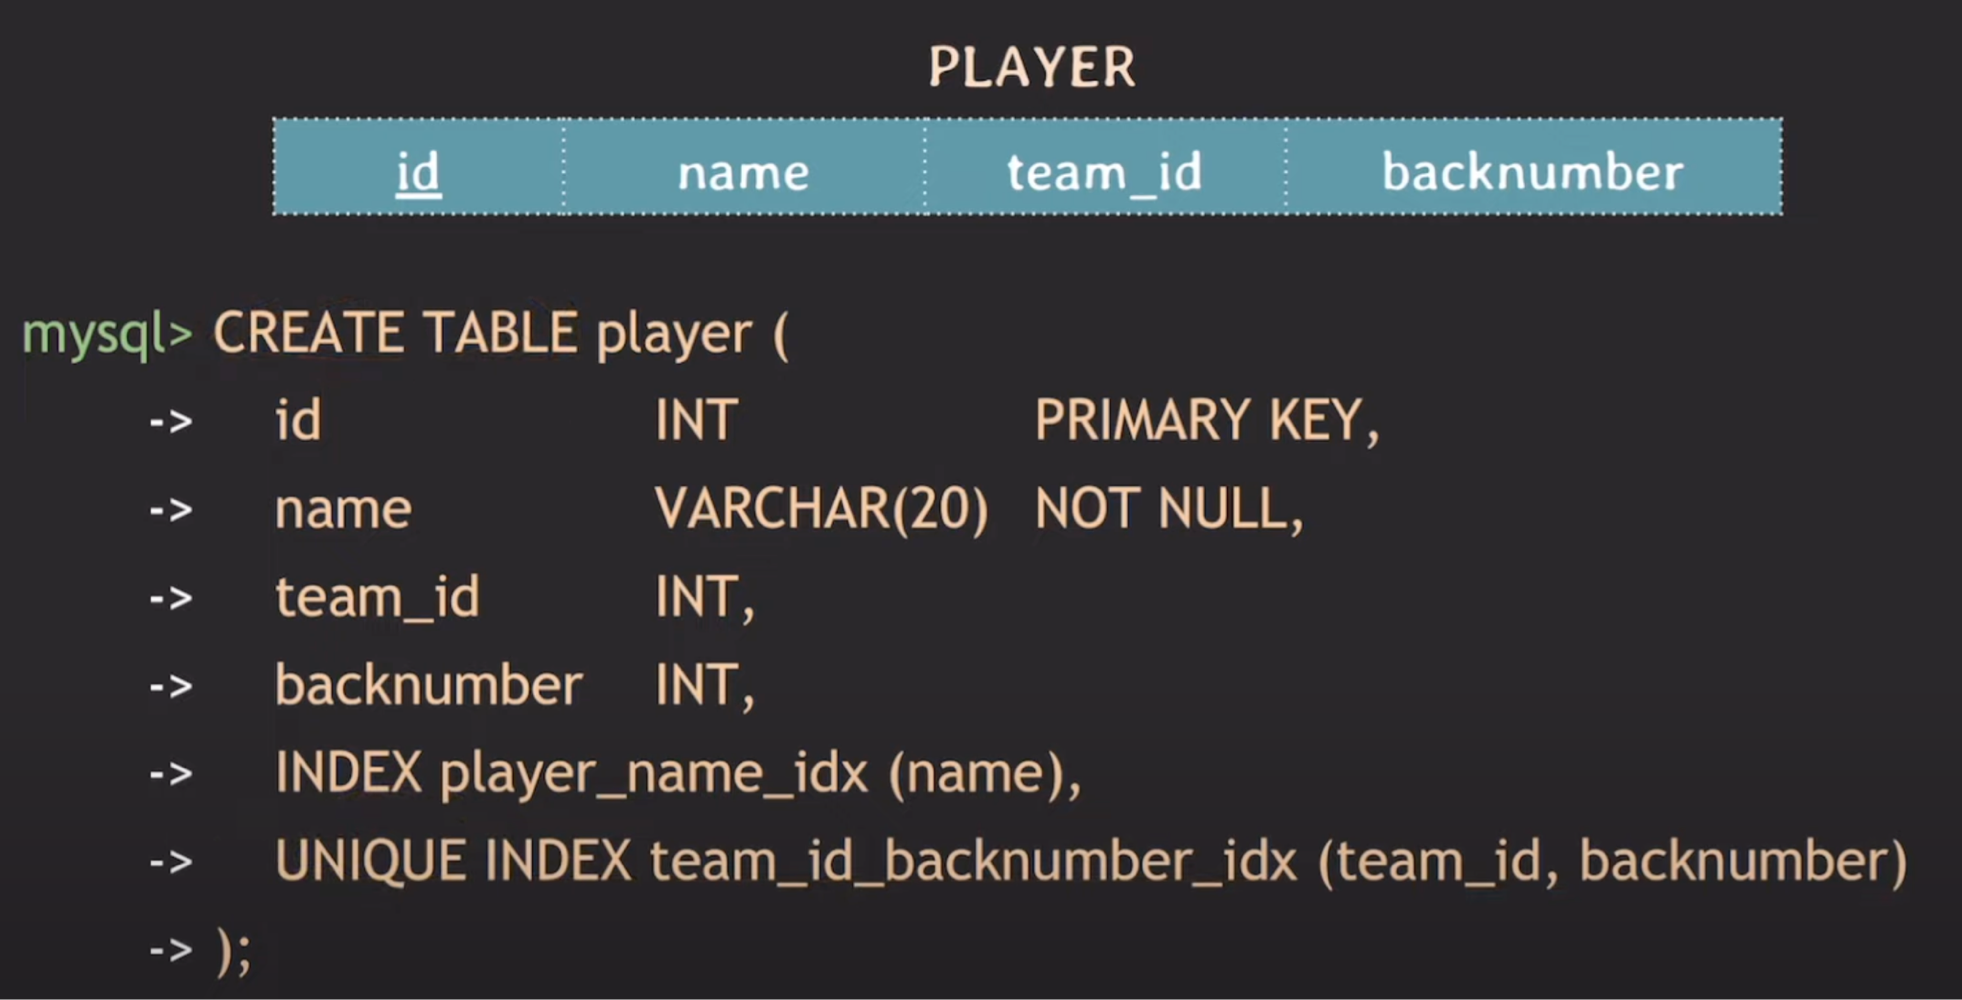 PLAYER
id name team_id backnumber
mysql> CREATE TABLE player (
-> id INT PRIMARY KEY,
-> name VARCHAR(20) NOT NULL,
-> team_id INT,
-> backnumber INT,
-> INDEX player_name_idx (name),
-> UNIQUE INDEX team_id_backnumber_idx (team_id, backnumber)
-> );